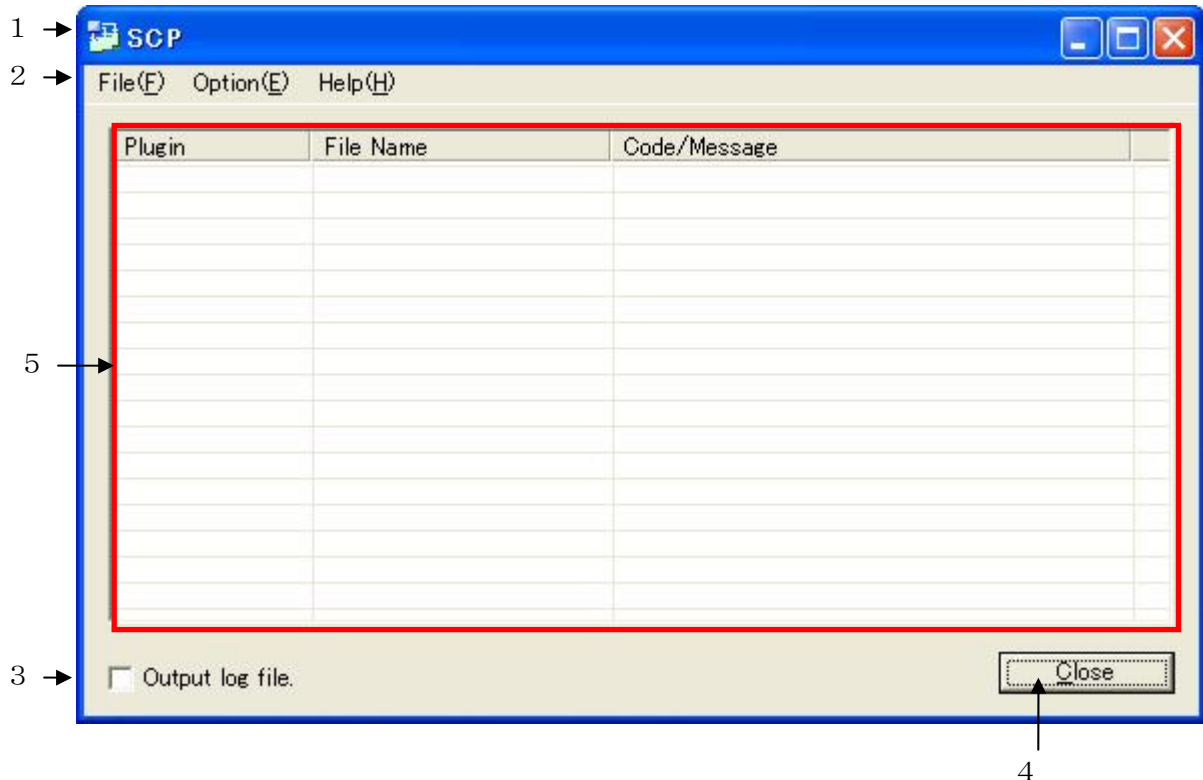 1 SCP
2 File(F) Option(E) Help(H)
Plugin File Name Code/Message
5
3 Output log file. Close
4